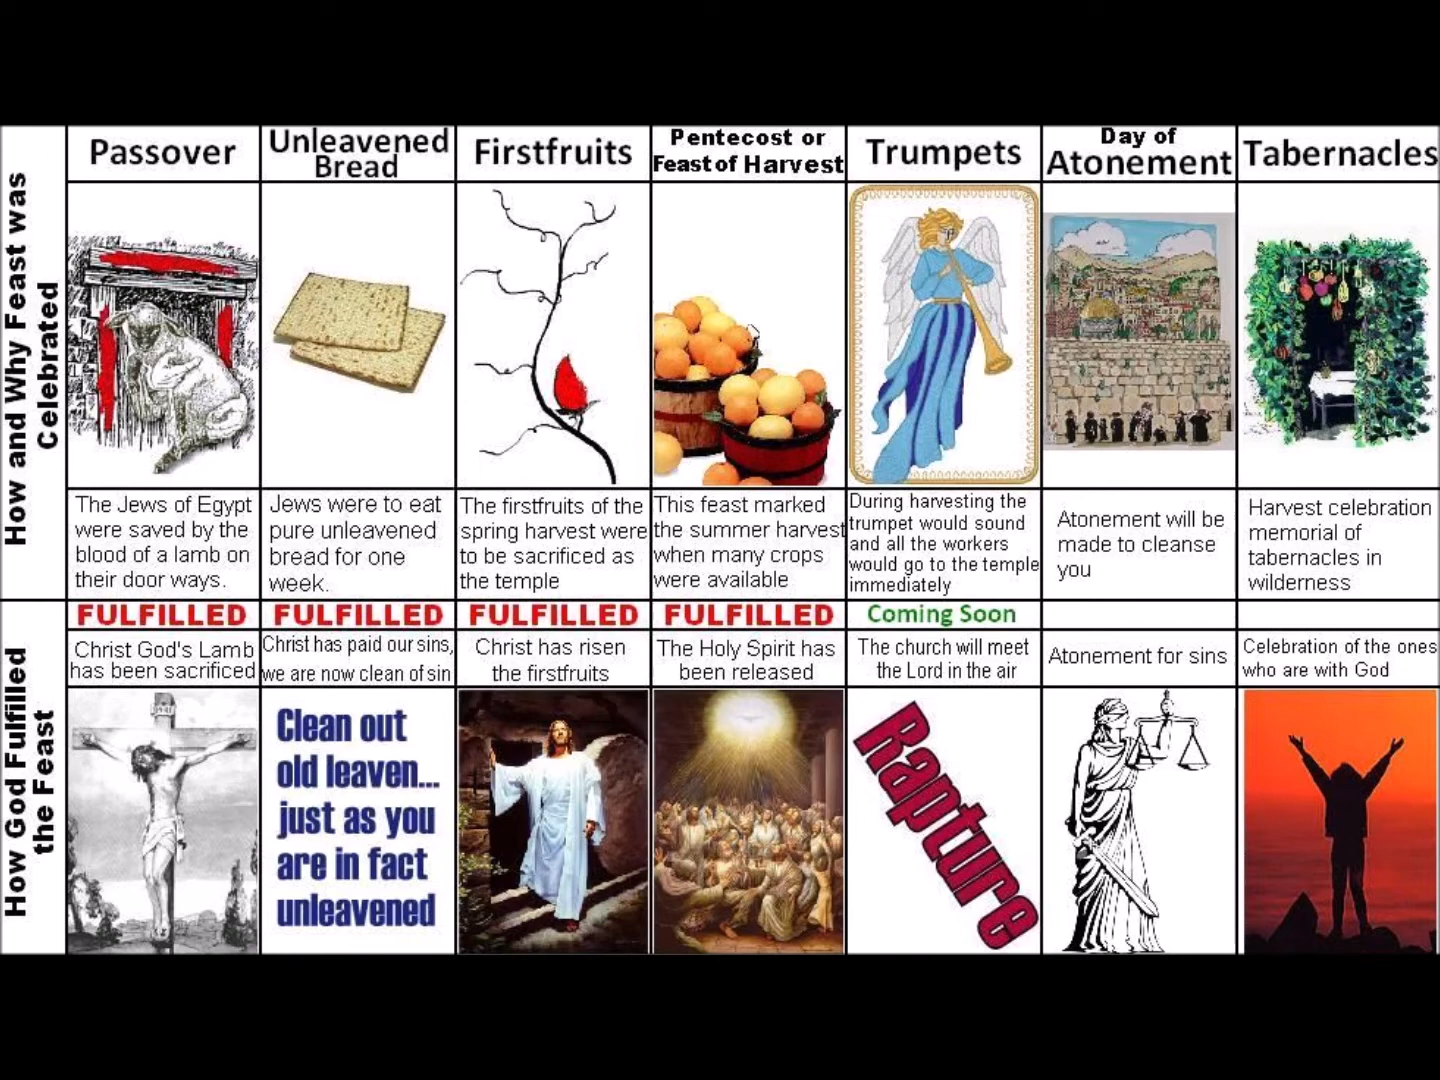 How and Why Feast was
Celebrated
Passover
Unleavened
Bread
Firstfruits
Pentecost or
Feast of Harvest
Trumpets
Day of
Atonement
Tabernacles
The Jews of Egypt
were saved by the
blood of a lamb on
their door ways.
Jews were to eat
pure unleavened
bread for one
week.
The firstfruits of the
spring harvest were
to be sacrificed as
the temple
This feast marked
the summer harvest
when many crops
were available
During harvesting the
trumpet would sound
and all the workers
would go to the temple
immediately
Atonement will be
made to cleanse
you
Harvest celebration
memorial of
tabernacles in
wilderness
How God Fulfilled
the Feast
FULFILLED
FULFILLED
FULFILLED
FULFILLED
Coming Soon
Christ God's Lamb
has been sacrificed
Christ has paid our sins,
we are now clean of sin
Christ has risen
the firstfruits
The Holy Spirit has
been released
The church will meet
the Lord in the air
Atonement for sins
Celebration of the ones
who are with God
Clean out
old leaven...
just as you
are in fact
unleavened
Rapture